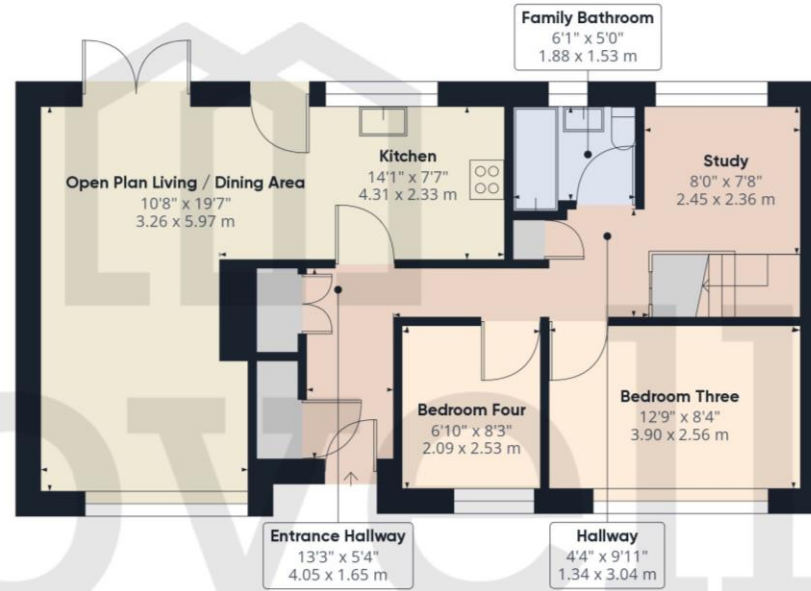 Family Bathroom
6'1" x 5'0"
1.88 x 1.53 m
Open Plan Living / Dining Area
10'8" x 19'7"
3.26 x 5.97 m
Kitchen
14'1" x 7'7"
4.31 x 2.33 m
Study
8'0" x 7'8"
2.45 x 2.36 m
Bedroom Four
6'10" x 8'3"
2.09 x 2.53 m
Bedroom Three
12'9" x 8'4"
3.90 x 2.56 m
Entrance Hallway
13'3" x 5'4"
4.05 x 1.65 m
Hallway
4'4" x 9'11"
1.34 x 3.04 m